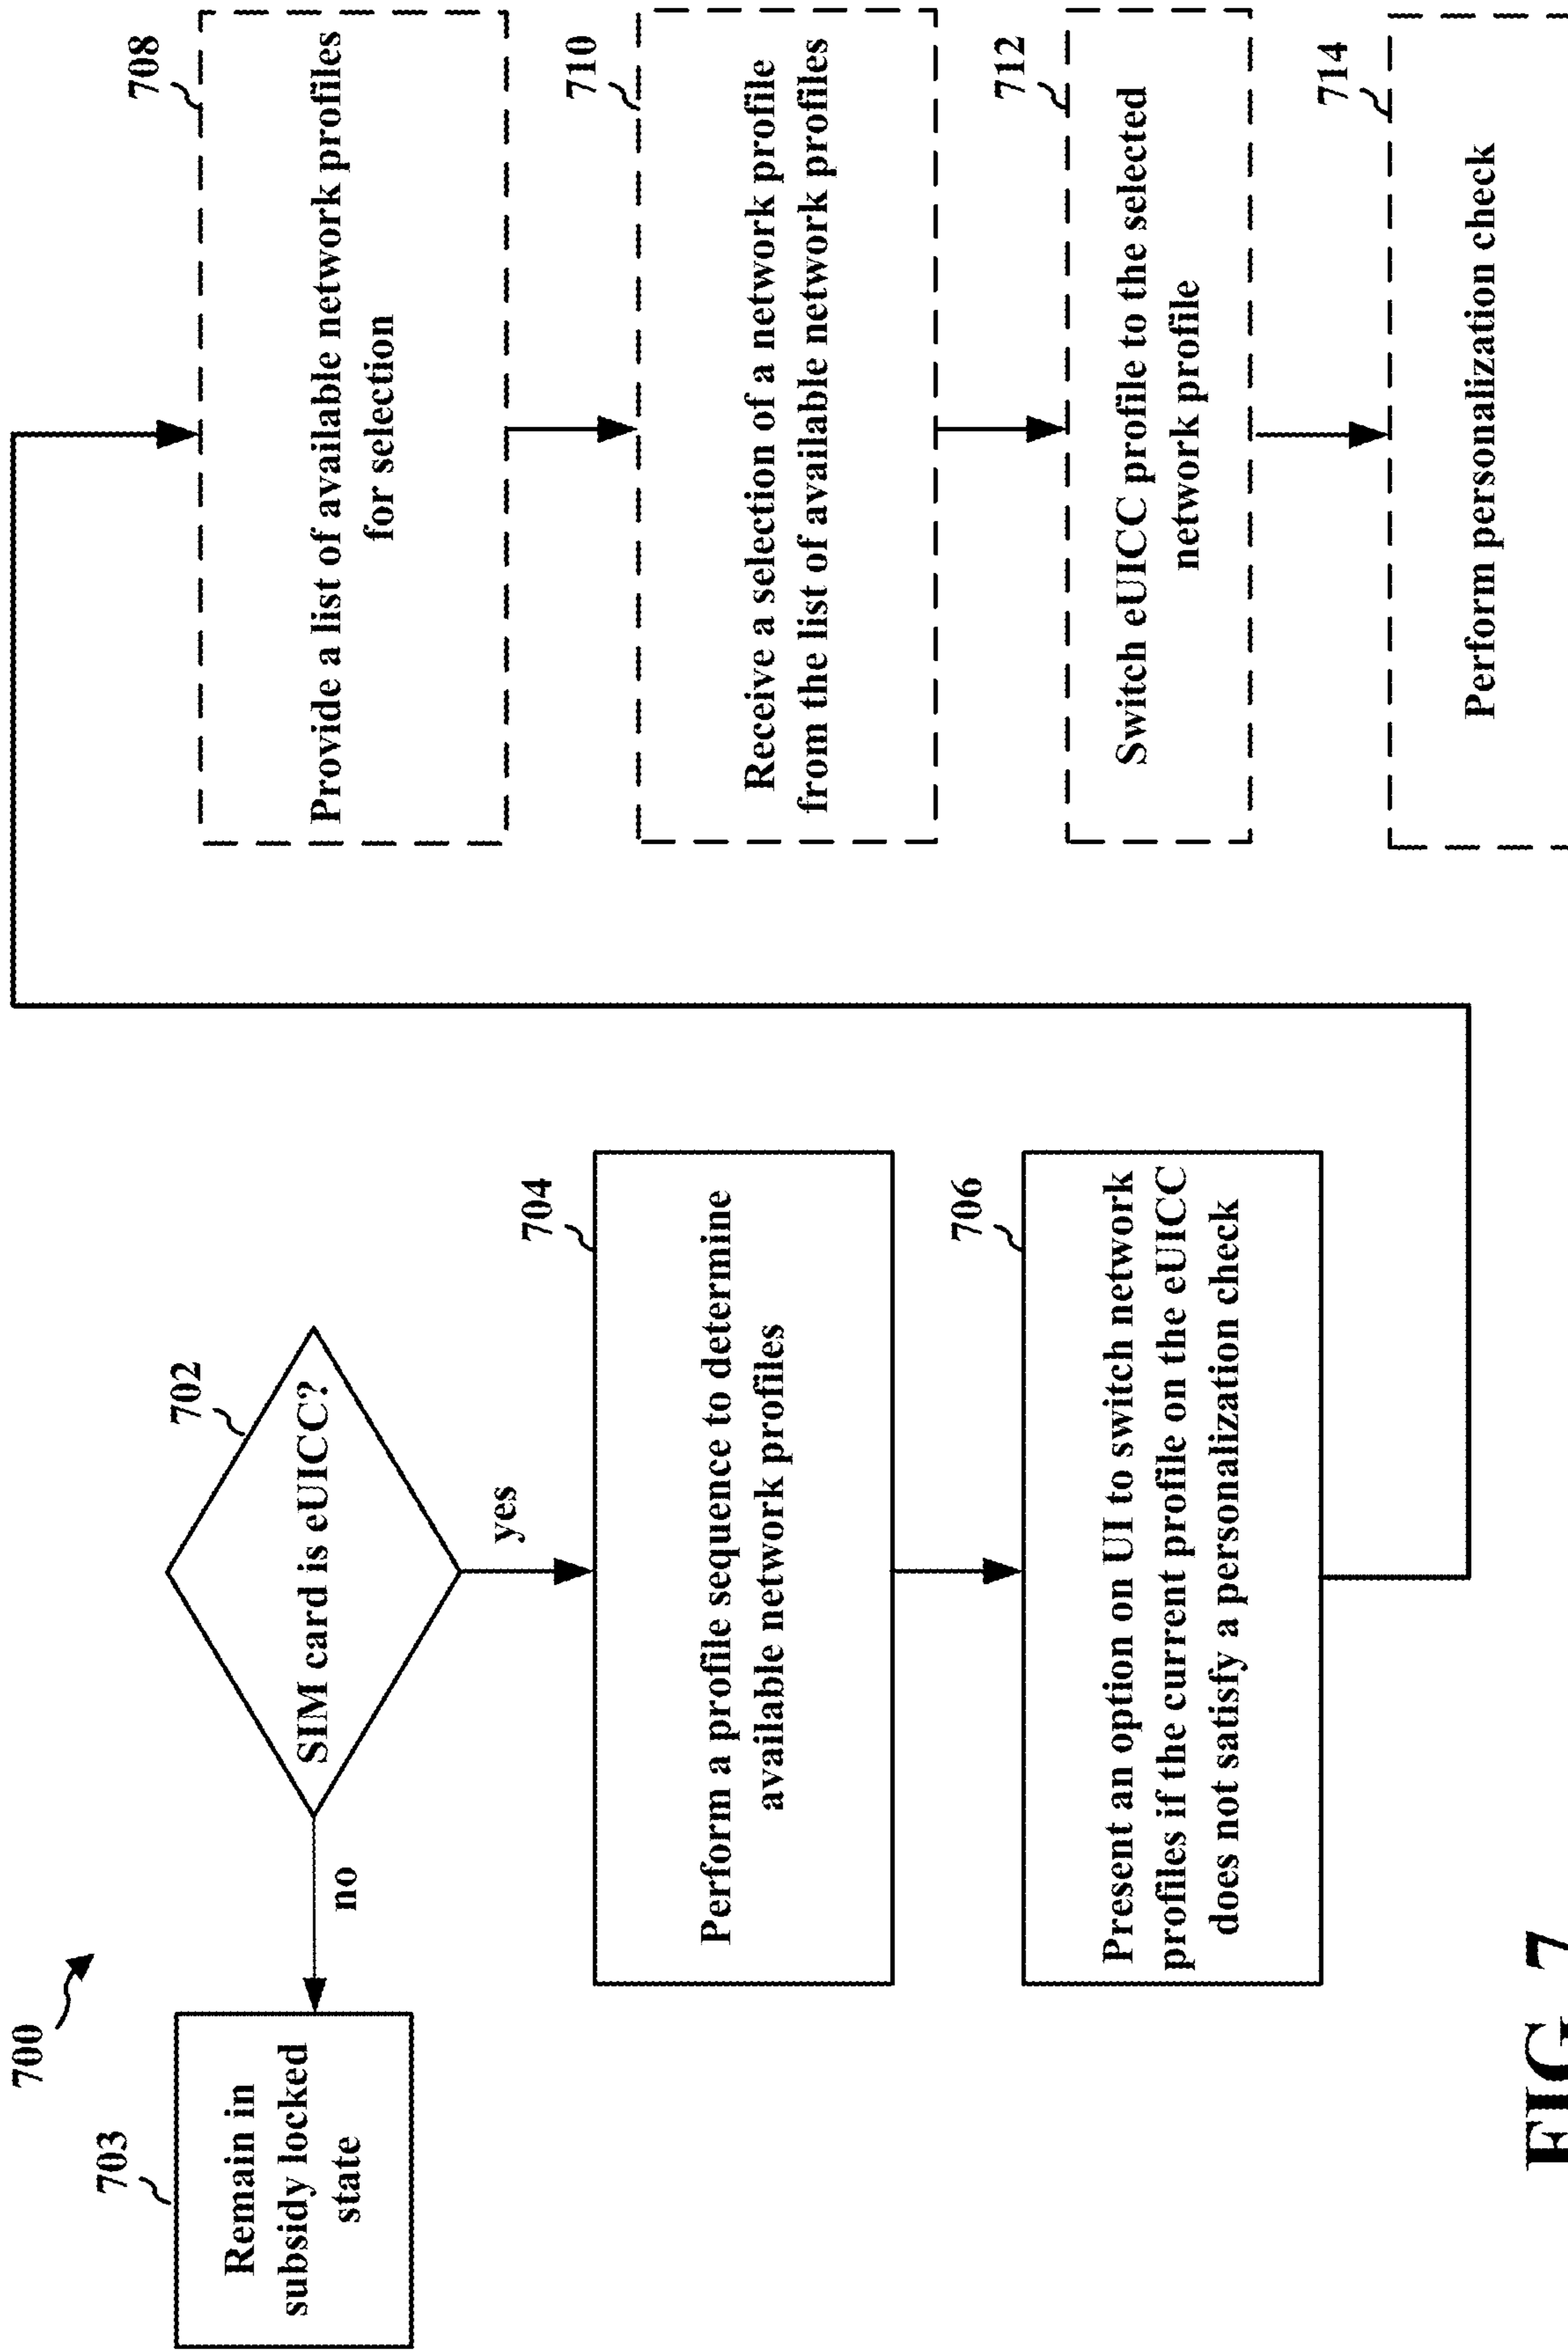 700
703
Remain in
subsidy locked
state
no
702
SIM card is eUICC?
yes
704
Perform a profile sequence to determine
available network profiles
706
Present an option on UI to switch network
profiles if the current profile on the eUICC
does not satisfy a personalization check
708
Provide a list of available network profiles
for selection
710
Receive a selection of a network profile
from the list of available network profiles
712
Switch eUICC profile to the selected
network profile
714
Perform personalization check
FIG. 7